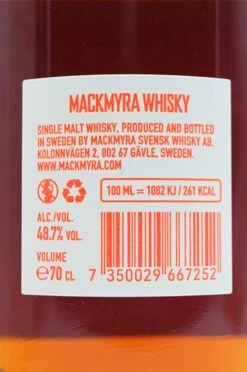 MACKMYRA WHISKY
SINGLE MALT WHISKY, PRODUCED AND BOTTLED
IN SWEDEN BY MACKMYRA SVENSK WHISKY AB,
KOLONNVÄGEN 2, 802 67 GÄVLE, SWEDEN.
WWW.MACKMYRA.COM
100 ML = 1082 KJ / 261 KCAL
ALC./VOL.
48.7% VOL.
VOLUME
℮70 CL
7 350029 667252